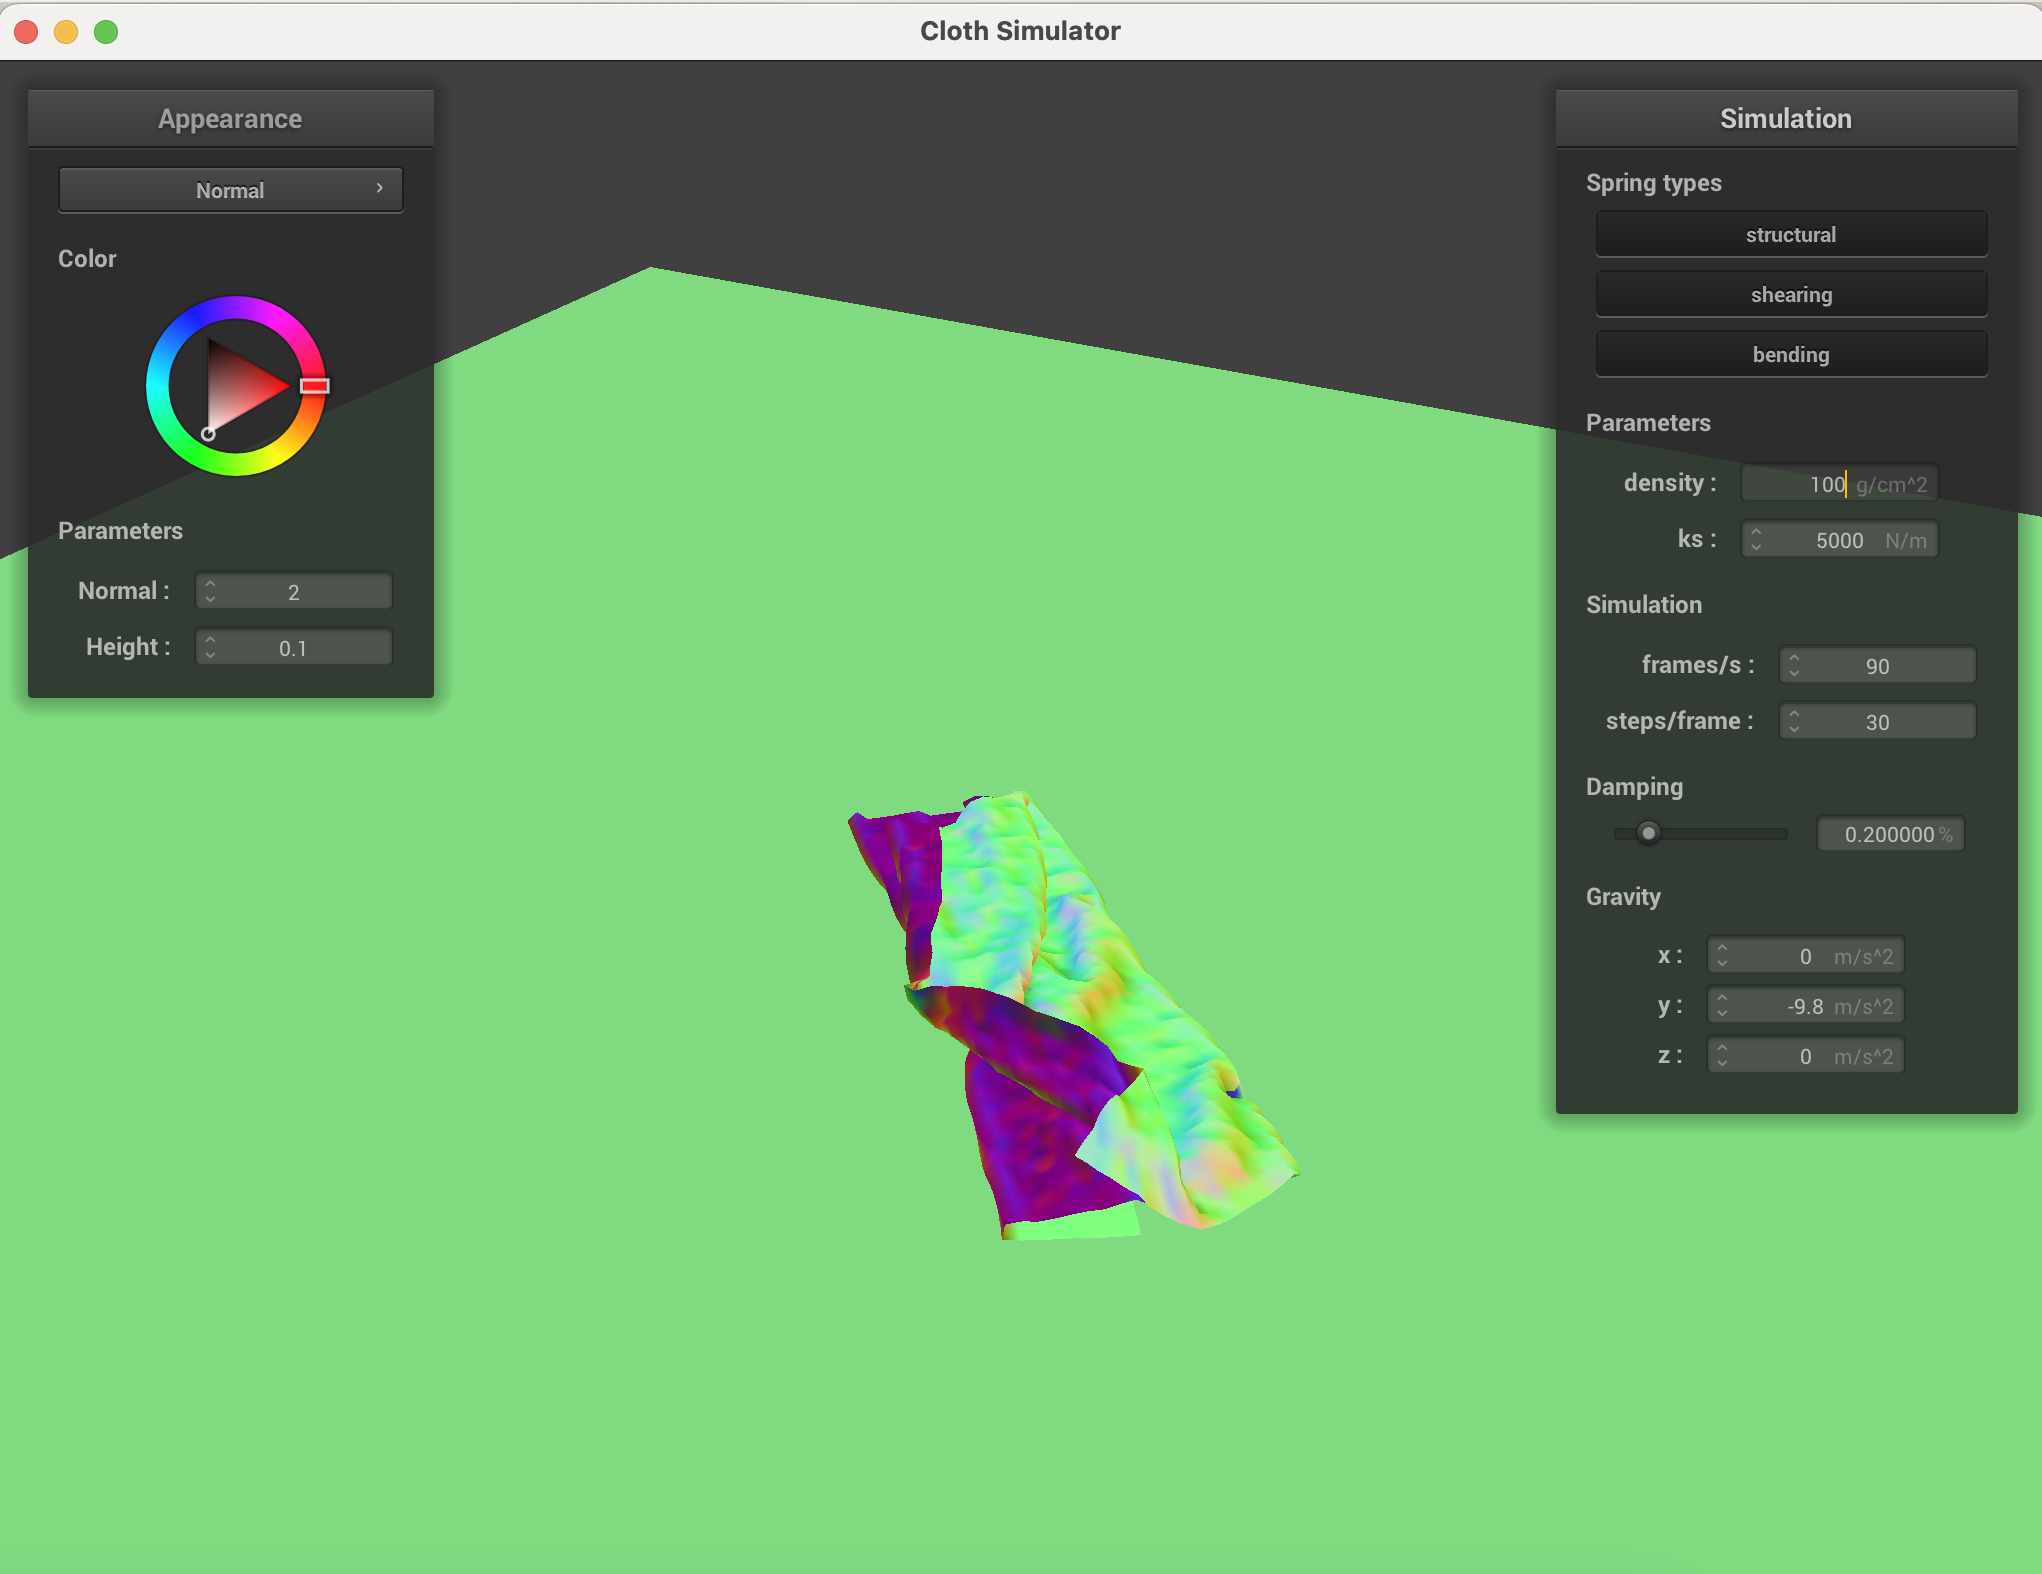 Cloth Simulator
Appearance
Normal
Color
Parameters
Normal : 2
Height : 0.1
Simulation
Spring types
structural
shearing
bending
Parameters
density : 100 g/cm^2
ks : 5000 N/m
Simulation
frames/s : 90
steps/frame : 30
Damping
0.200000 %
Gravity
x : 0 m/s^2
y : -9.8 m/s^2
z : 0 m/s^2